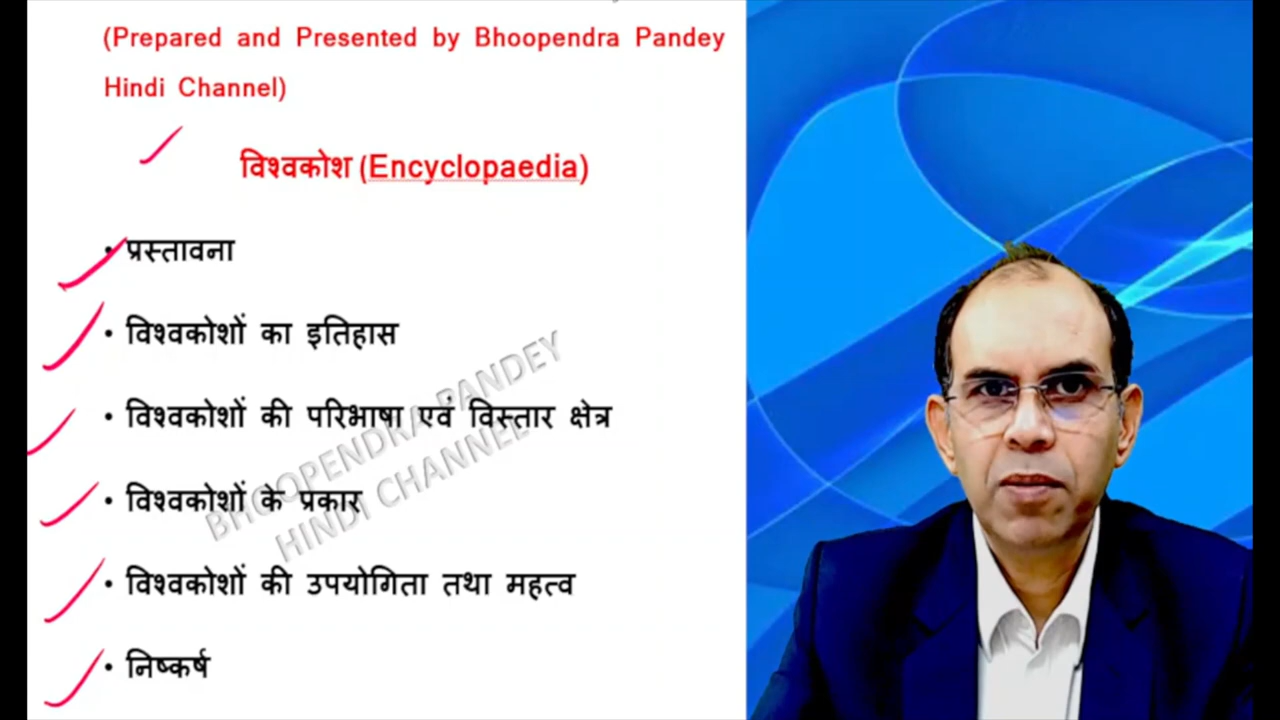 (Prepared and Presented by Bhoopendra Pandey
Hindi Channel)
विश्वकोश (Encyclopaedia)
• प्रस्तावना
• विश्वकोशों का इतिहास
• विश्वकोशों की परिभाषा एवं विस्तार क्षेत्र
• विश्वकोशों के प्रकार
• विश्वकोशों की उपयोगिता तथा महत्व
• निष्कर्ष
BHOOPENDRA PANDEY
HINDI CHANNEL